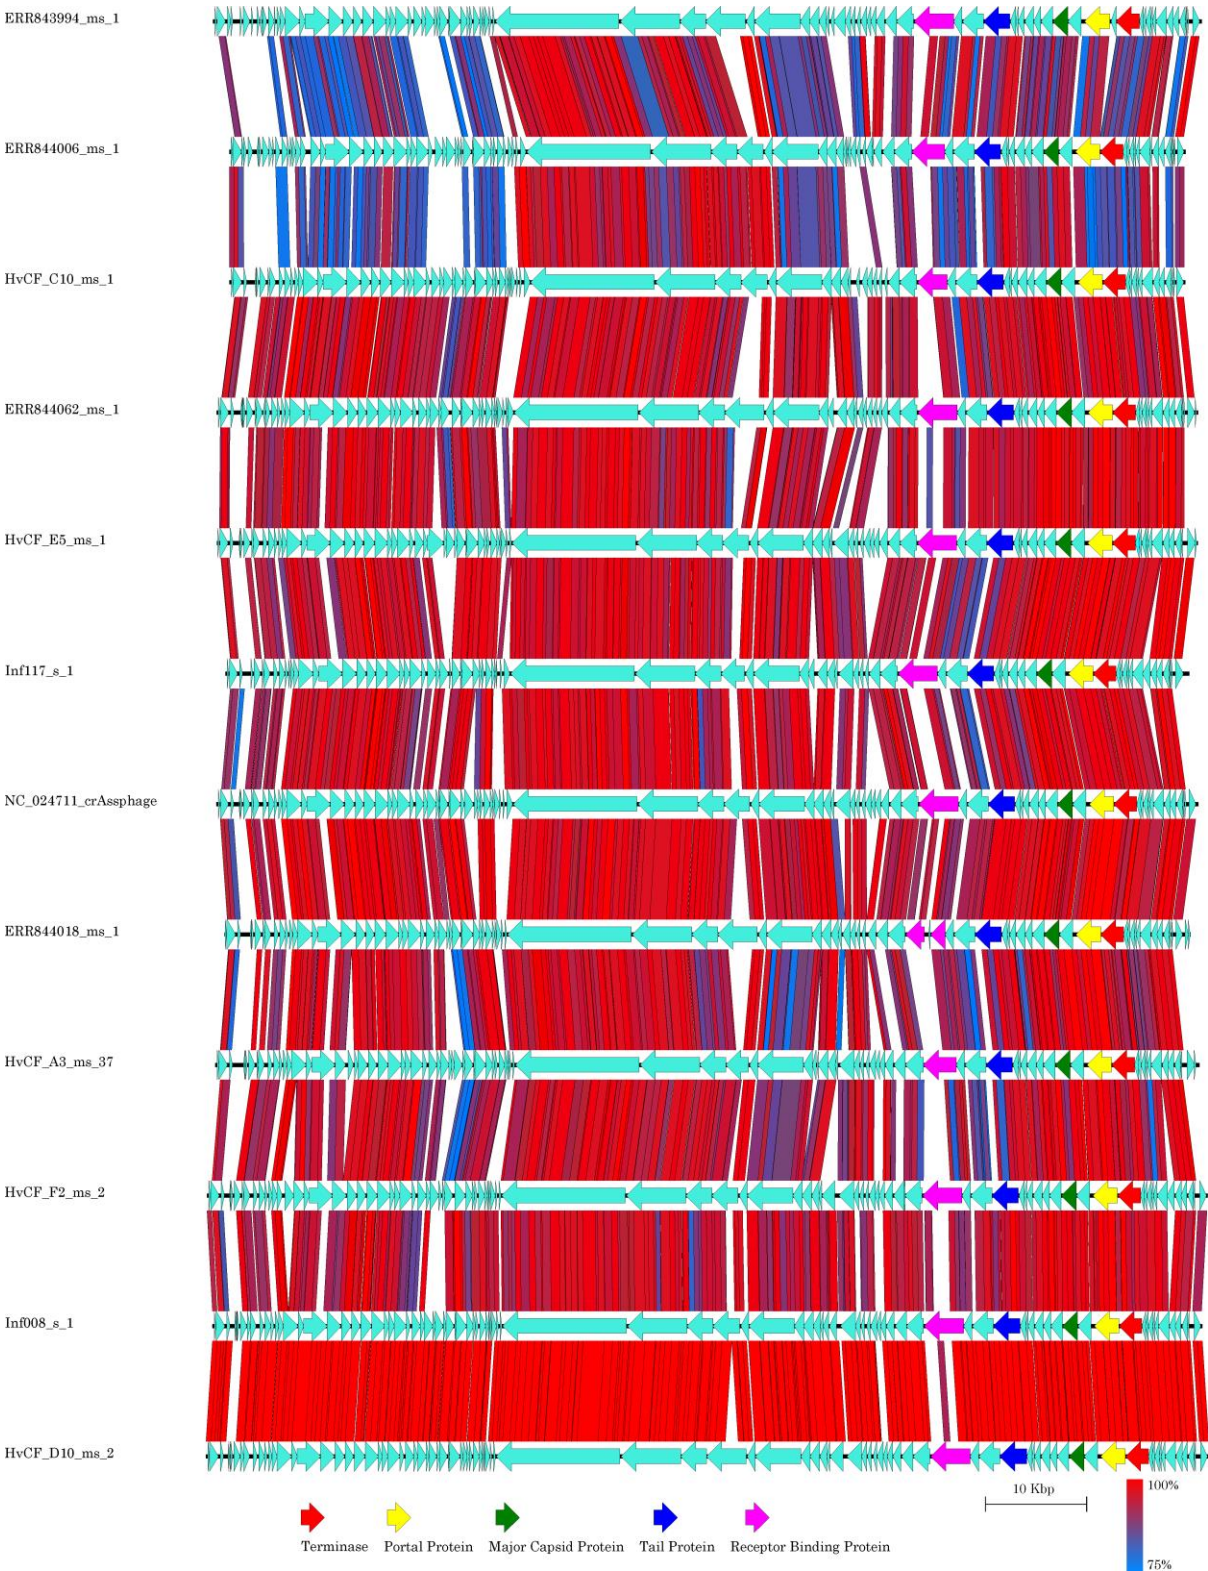 ERR843994_ms_1
ERR844006_ms_1
HvCF_C10_ms_1
ERR844062_ms_1
HvCF_E5_ms_1
Inf117_s_1
NC_024711_crAssphage
ERR844018_ms_1
HvCF_A3_ms_37
HvCF_F2_ms_2
Inf008_s_1
HvCF_D10_ms_2
10 Kbp
100%
75%
Terminase Portal Protein Major Capsid Protein Tail Protein Receptor Binding Protein